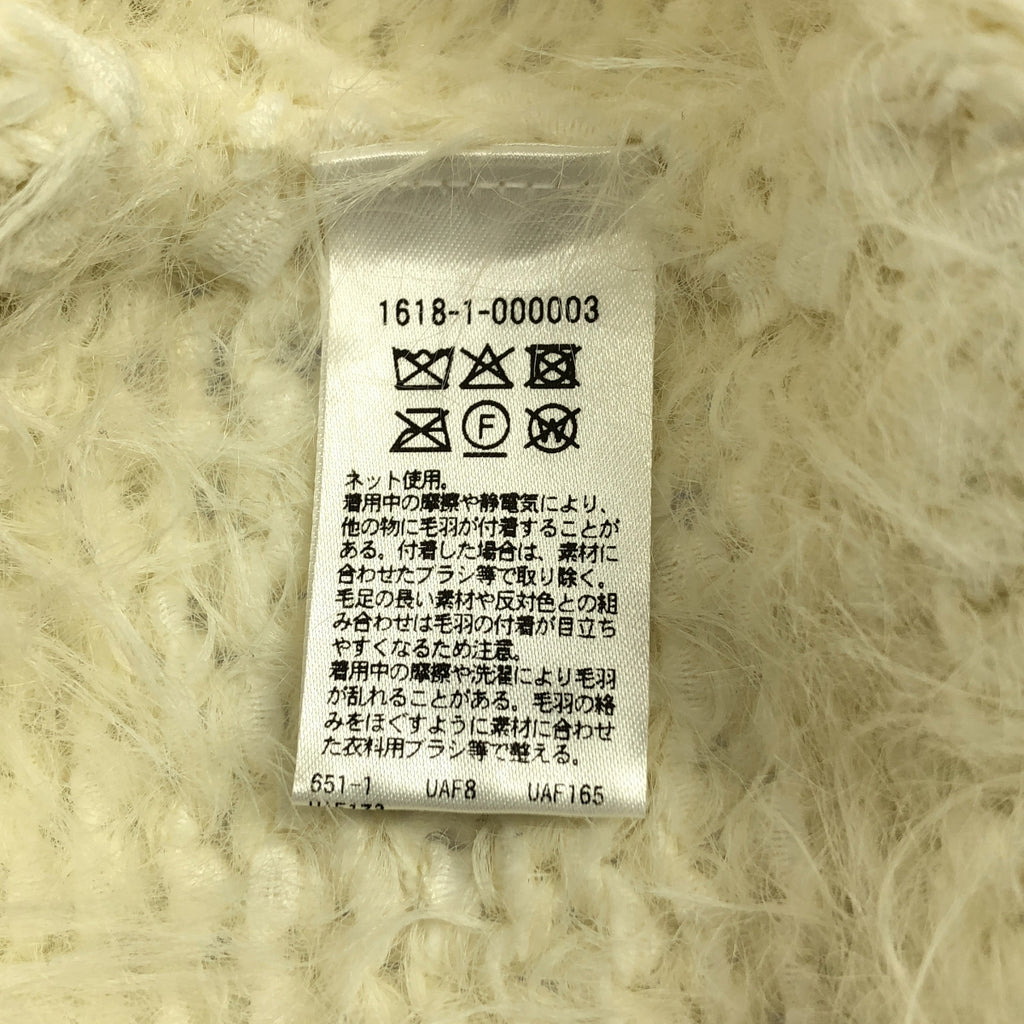 1618-1-000003
F
W
ネット使用。
着用中の摩擦や静電気により、
他の物に毛羽が付着することが
ある。付着した場合は、素材に
合わせたブラシ等で取り除く。
毛足の長い素材や反対色との組
み合わせは毛羽の付着が目立ち
やすくなるため注意。
着用中の摩擦や洗濯により毛羽
が乱れることがある。毛羽の絡
みをほぐすように素材に合わせ
た衣料用ブラシ等で整える。
651-1 UAF8 UAF165